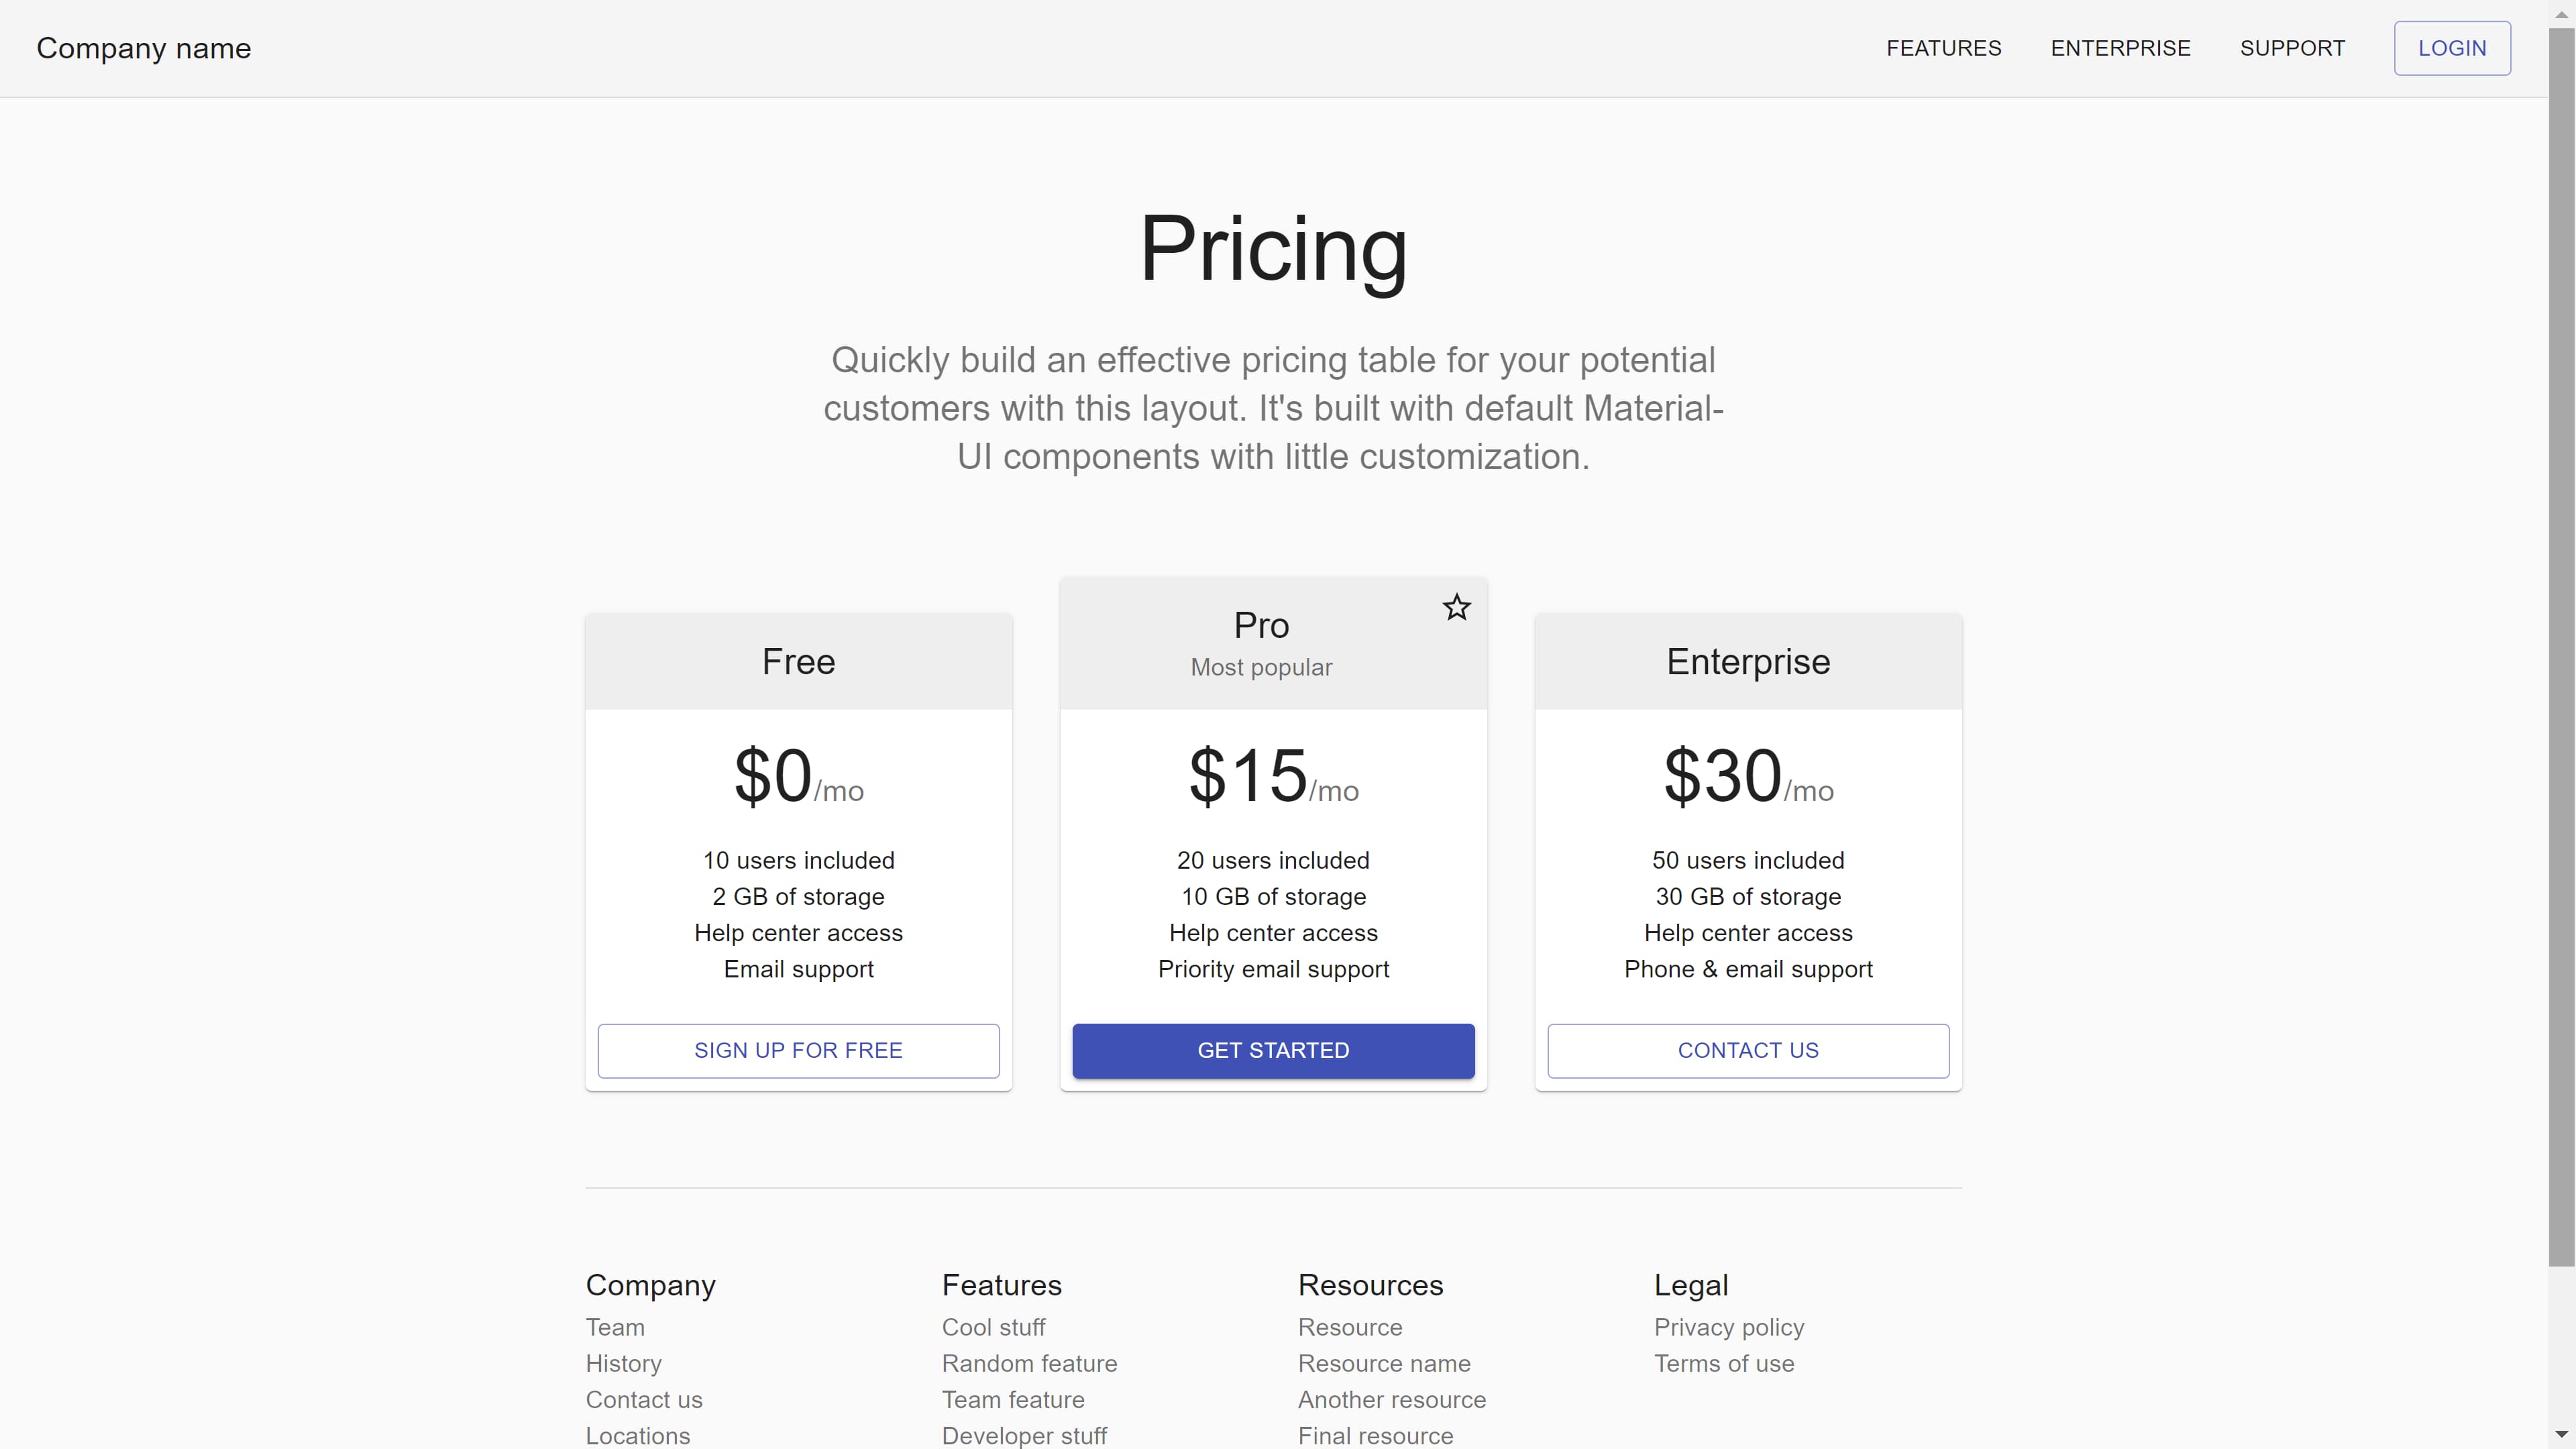 Company name
FEATURES
ENTERPRISE
SUPPORT
LOGIN
Pricing
Quickly build an effective pricing table for your potential
customers with this layout. It's built with default Material-
UI components with little customization.
Free
$0/mo
10 users included
2 GB of storage
Help center access
Email support
SIGN UP FOR FREE
Pro
Most popular
$15/mo
20 users included
10 GB of storage
Help center access
Priority email support
GET STARTED
Enterprise
$30/mo
50 users included
30 GB of storage
Help center access
Phone & email support
CONTACT US
Company
Team
History
Contact us
Locations
Features
Cool stuff
Random feature
Team feature
Developer stuff
Resources
Resource
Resource name
Another resource
Final resource
Legal
Privacy policy
Terms of use